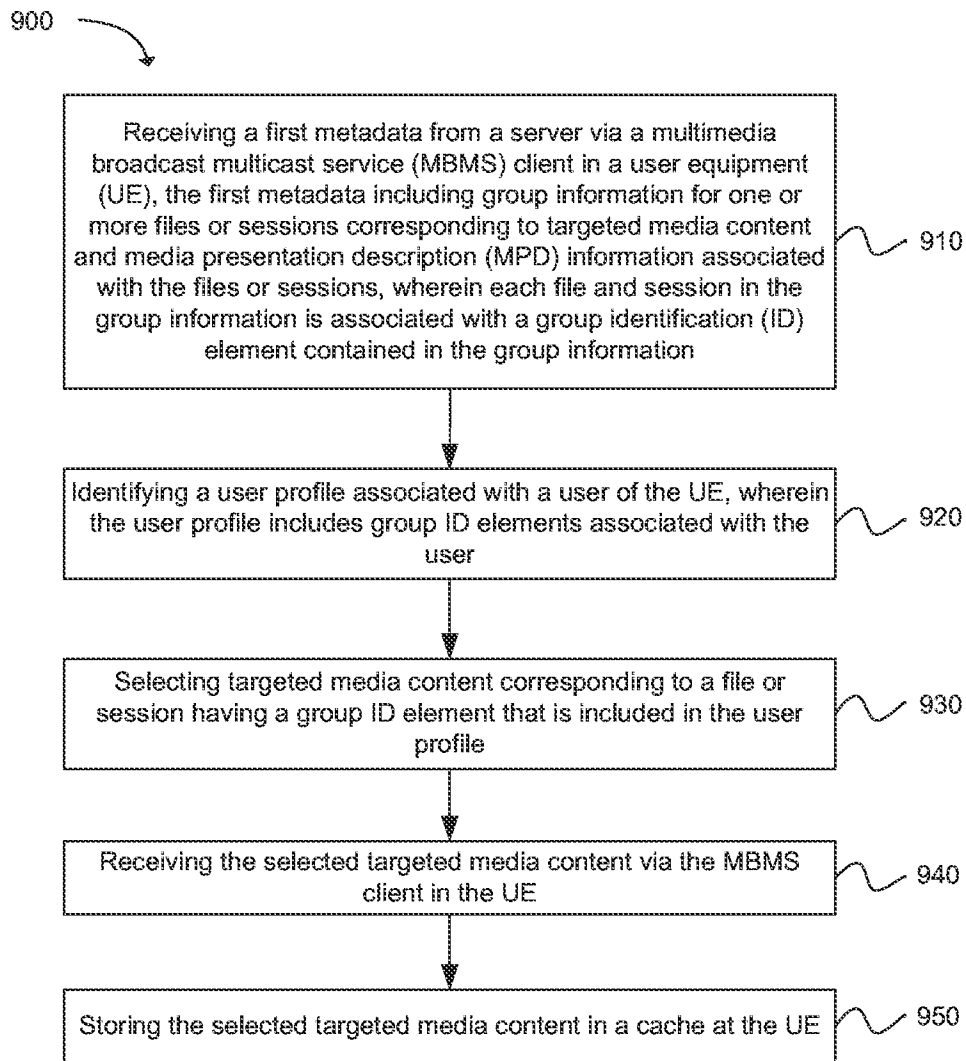 900
Receiving a first metadata from a server via a multimedia
broadcast multicast service (MBMS) client in a user equipment
(UE), the first metadata including group information for one or
more files or sessions corresponding to targeted media content
and media presentation description (MPD) information associated
with the files or sessions, wherein each file and session in the
group information is associated with a group identification (ID)
element contained in the group information
910
Identifying a user profile associated with a user of the UE, wherein
the user profile includes group ID elements associated with the
user
920
Selecting targeted media content corresponding to a file or
session having a group ID element that is included in the user
profile
930
Receiving the selected targeted media content via the MBMS
client in the UE
940
Storing the selected targeted media content in a cache at the UE
950